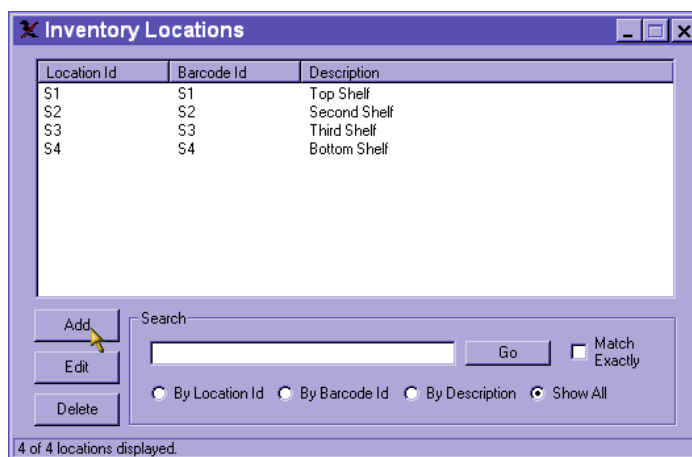 Inventory Locations
Location Id Barcode Id Description
S1 S1 Top Shelf
S2 S2 Second Shelf
S3 S3 Third Shelf
S4 S4 Bottom Shelf
Add
Edit
Delete
Search
Go
Match
Exactly
By Location Id By Barcode Id By Description Show All
4 of 4 locations displayed.